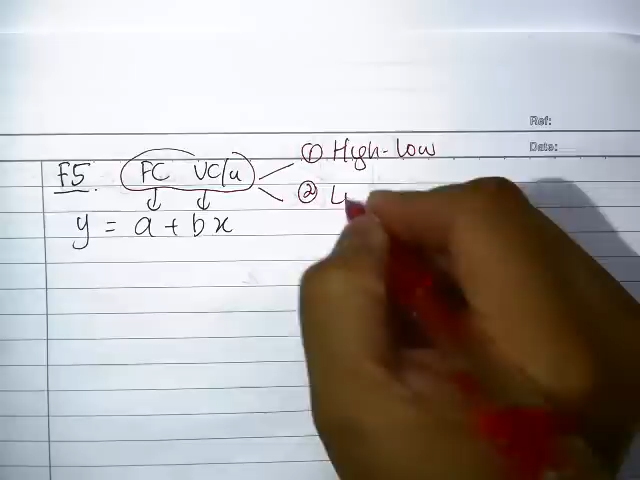 Ref:
① High-low
Date:
F5. FC VC/u
② L
y = a + bx